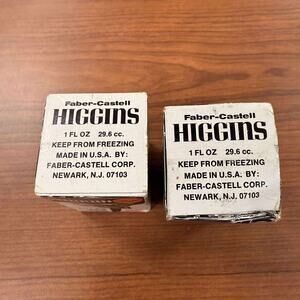 Faber-Castell
HIGGINS
1 FL OZ 29.6 cc.
KEEP FROM FREEZING
MADE IN U.S.A. BY:
FABER-CASTELL CORP.
NEWARK, N.J. 07103
Faber-Castell
HIGGINS
1 FL OZ 29.6 cc.
KEEP FROM FREEZING
MADE IN U.S.A. BY:
FABER-CASTELL CORP.
NEWARK, N.J. 07103